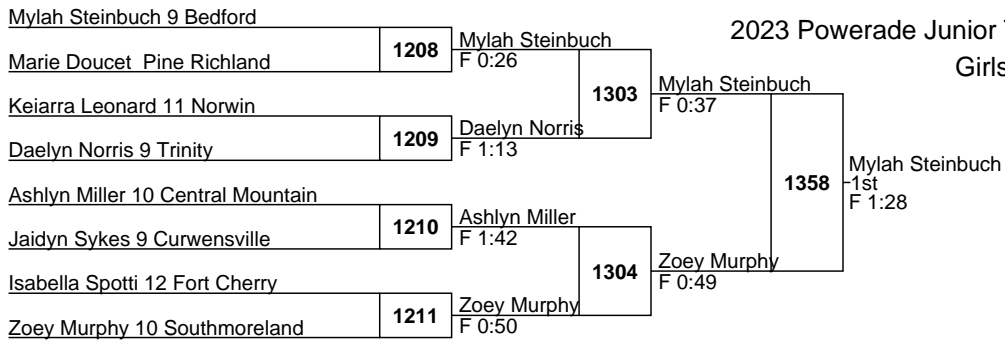 Mylah Steinbuch 9 Bedford
1208
Marie Doucet  Pine Richland
Mylah Steinbuch
F 0:26
2023 Powerade Junior
Girls
1303
Keiarra Leonard 11 Norwin
1209
Daelyn Norris 9 Trinity
Daelyn Norris
F 1:13
Mylah Steinbuch
F 0:37
1358
Mylah Steinbuch
1st
F 1:28
Ashlyn Miller 10 Central Mountain
1210
Jaidyn Sykes 9 Curwensville
Ashlyn Miller
F 1:42
1304
Isabella Spotti 12 Fort Cherry
1211
Zoey Murphy 10 Southmoreland
Zoey Murphy
F 0:50
Zoey Murphy
F 0:49